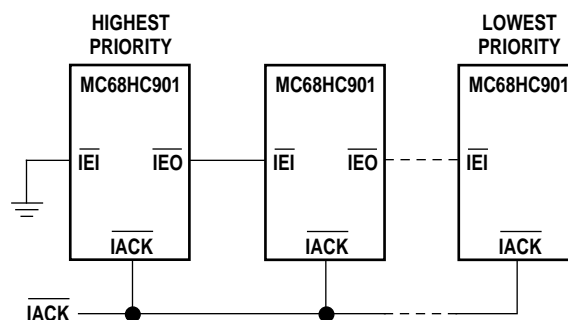 HIGHEST
PRIORITY
LOWEST
PRIORITY
MC68HC901
MC68HC901
MC68HC901
IEI
IEO
IEI
IEO
IEI
IACK
IACK
IACK
IACK